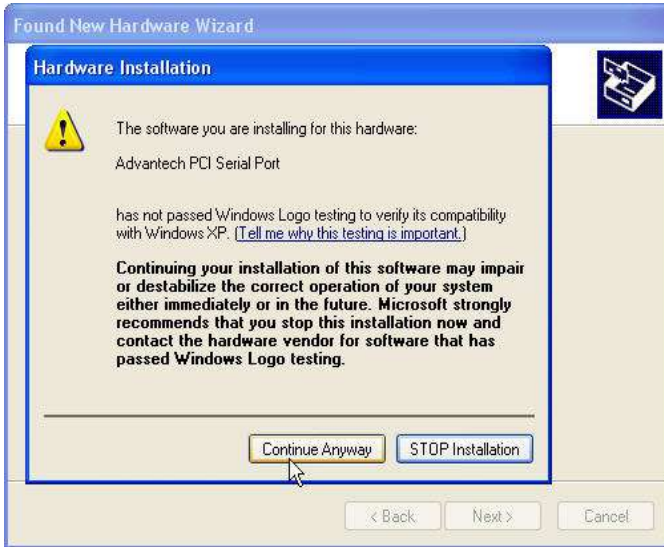 Found New Hardware Wizard
Hardware Installation
The software you are installing for this hardware:
Advantech PCI Serial Port
has not passed Windows Logo testing to verify its compatibility
with Windows XP. (Tell me why this testing is important.)
Continuing your installation of this software may impair
or destabilize the correct operation of your system
either immediately or in the future. Microsoft strongly
recommends that you stop this installation now and
contact the hardware vendor for software that has
passed Windows Logo testing.
Continue Anyway STOP Installation
< Back Next > Cancel